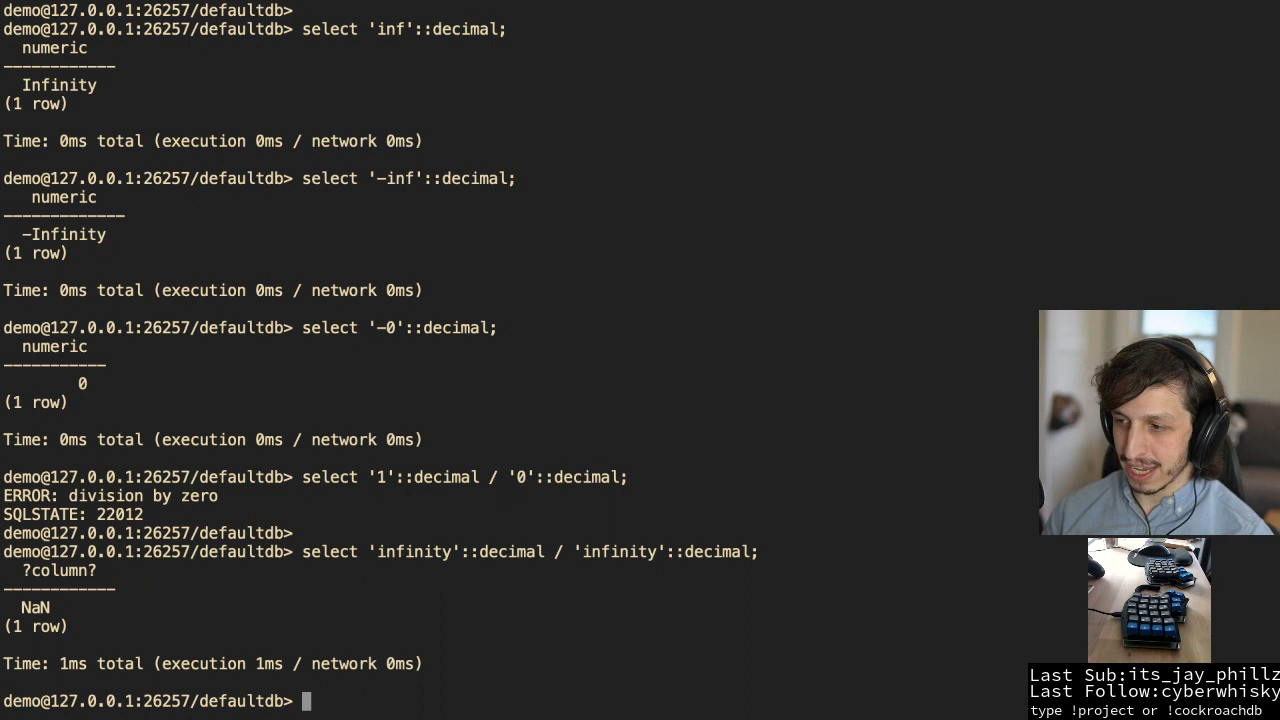 demo@127.0.0.1:26257/defaultdb>
demo@127.0.0.1:26257/defaultdb> select 'inf'::decimal;
numeric
------------
Infinity
(1 row)
Time: 0ms total (execution 0ms / network 0ms)
demo@127.0.0.1:26257/defaultdb> select '-inf'::decimal;
numeric
-------------
-Infinity
(1 row)
Time: 0ms total (execution 0ms / network 0ms)
demo@127.0.0.1:26257/defaultdb> select '-0'::decimal;
numeric
-----------
0
(1 row)
Time: 0ms total (execution 0ms / network 0ms)
demo@127.0.0.1:26257/defaultdb> select '1'::decimal / '0'::decimal;
ERROR: division by zero
SQLSTATE: 22012
demo@127.0.0.1:26257/defaultdb>
demo@127.0.0.1:26257/defaultdb> select 'infinity'::decimal / 'infinity'::decimal;
?column?
------------
NaN
(1 row)
Time: 1ms total (execution 1ms / network 0ms)
demo@127.0.0.1:26257/defaultdb>
Last Sub:its_jay_phillz
Last Follow:cyberwhisky
type !project or !cockroachdb